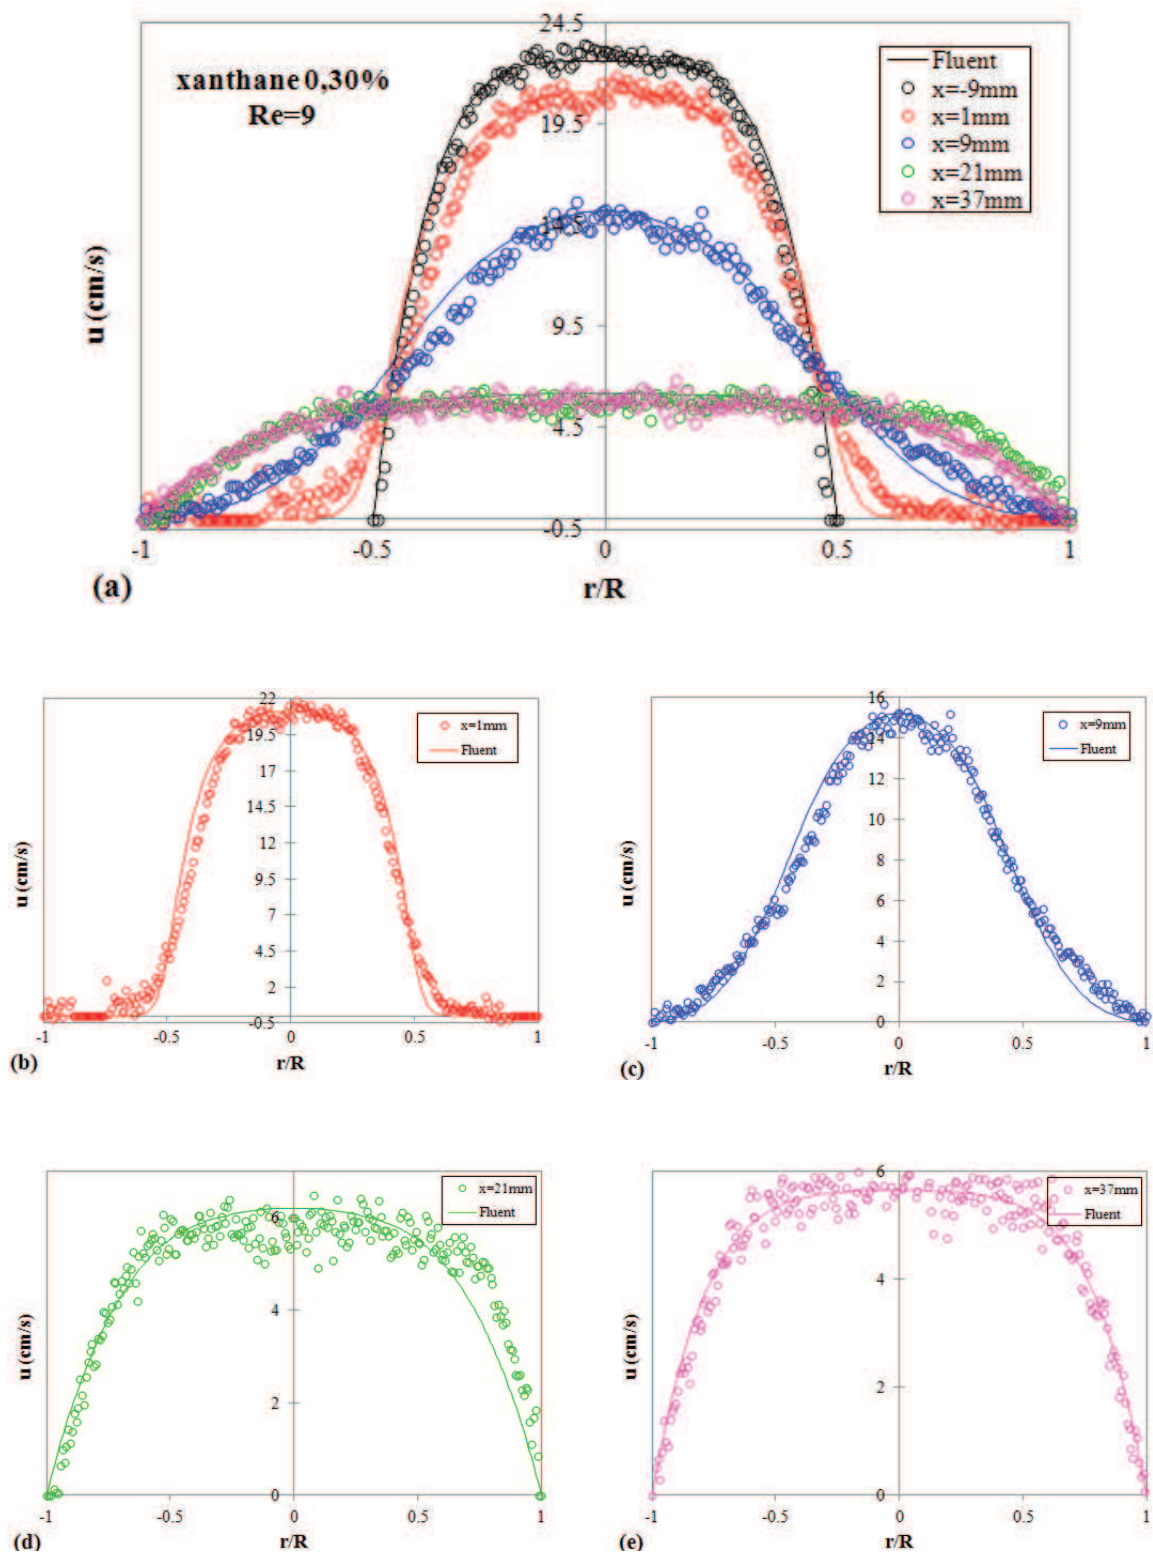 24.5
xanthane 0,30%
Re=9
Fluent
x=-9mm
x=1mm
x=9mm
x=21mm
x=37mm
19.5
14.5
9.5
4.5
-0.5
u (cm/s)
-1 -0.5 0 0.5 1
(a)
r/R
22
19.5
17
14.5
12
9.5
7
4.5
2
-0.5
x=1mm
Fluent
u (cm/s)
-1 -0.5 0 0.5 1
(b)
r/R
16
14
12
10
8
6
4
2
0
x=9mm
Fluent
u (cm/s)
-1 -0.5 0 0.5 1
(c)
r/R
6
4
2
0
x=21mm
Fluent
u (cm/s)
-1 -0.5 0 0.5 1
(d)
r/R
6
4
2
0
x=37mm
Fluent
u (cm/s)
-1 -0.5 0 0.5 1
(e)
r/R